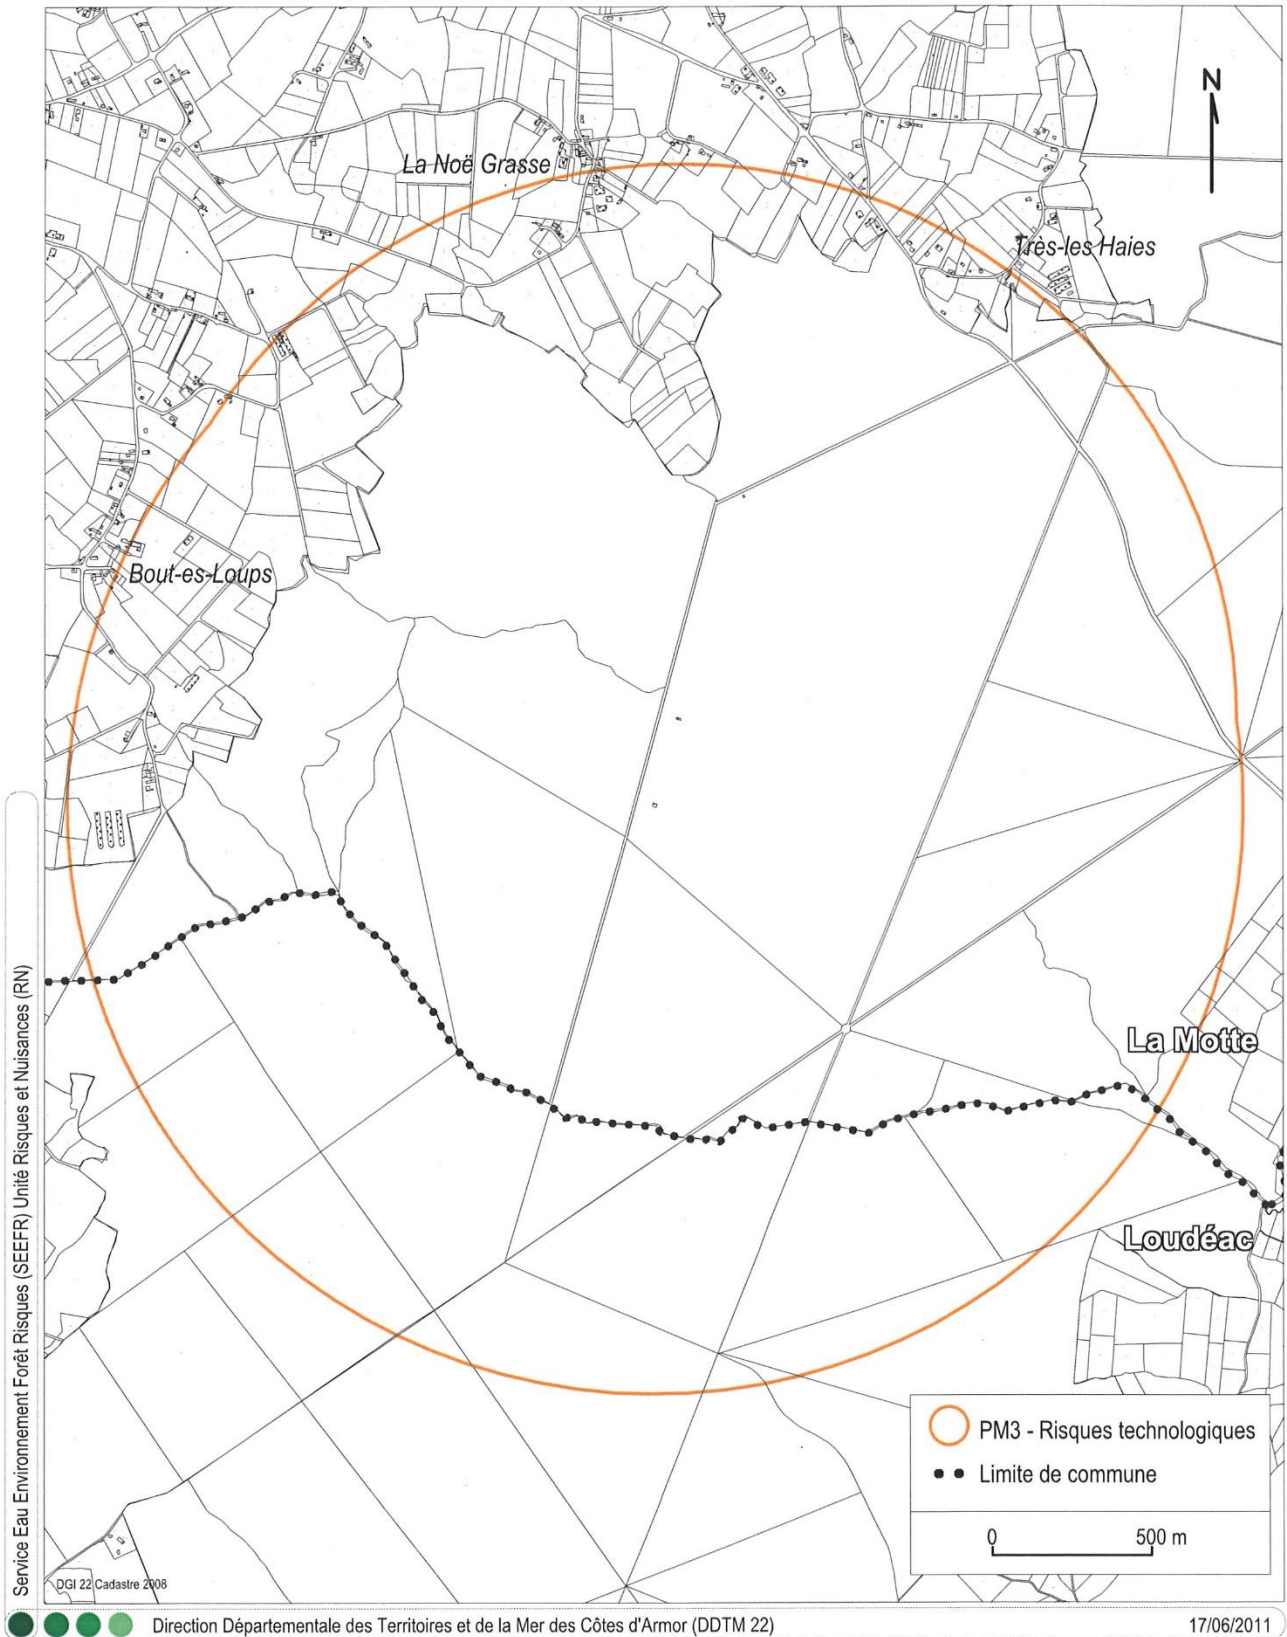 N
La Noë Grasse
Très-les Haies
Bout-es-Loups
La Motte
Loudéac
PM3 - Risques technologiques
Limite de commune
0 500 m
DGI 22 Cadastre 2008
Service Eau Environnement Forêt Risques (SEEFR) Unité Risques et Nuisances (RN)
Direction Départementale des Territoires et de la Mer des Côtes d'Armor (DDTM 22)
17/06/2011